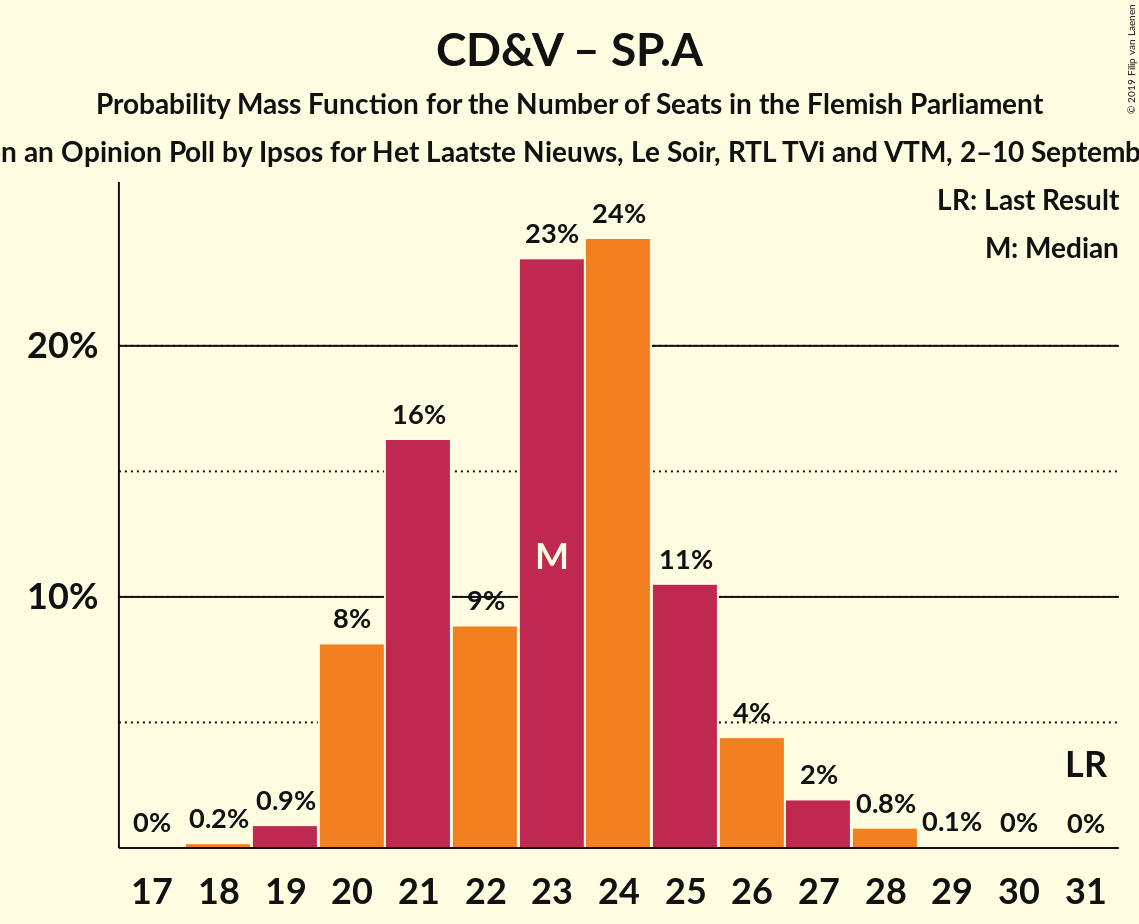 CD&V – SP.A
Probability Mass Function for the Number of Seats in the Flemish Parliament
an Opinion Poll by Ipsos for Het Laatste Nieuws, Le Soir, RTL TVi and VTM, 2–10
© 2019 Filip van Laenen
LR: Last Result
M: Median
20%
10%
0%
0.2%
0.9%
8%
16%
9%
23%
24%
11%
4%
2%
0.8%
0.1%
0%
0%
M
LR
17 18 19 20 21 22 23 24 25 26 27 28 29 30 31